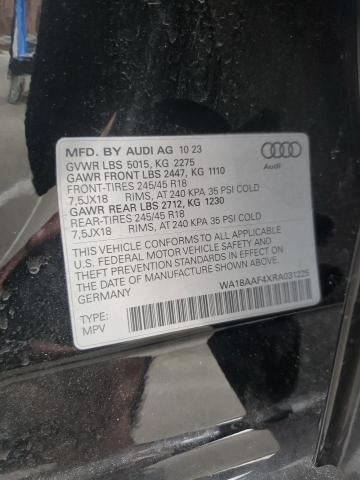 MFD. BY AUDI AG 10 23
GVWR LBS 5015, KG 2275
GAWR FRONT LBS 2447, KG 1110
FRONT-TIRES 245/45 R18
7,5JX18 RIMS, AT 240 KPA 35 PSI COLD
GAWR REAR LBS 2712, KG 1230
REAR-TIRES 245/45 R18
7,5JX18 RIMS, AT 240 KPA 35 PSI COLD
THIS VEHICLE CONFORMS TO ALL APPLICABLE
U.S. FEDERAL MOTOR VEHICLE SAFETY AND
THEFT PREVENTION STANDARDS IN EFFECT ON
THE DATE OF MANUFACTURE SHOWN ABOVE.
GERMANY
WA18AAF4XRA031225
TYPE:
MPV
Audi